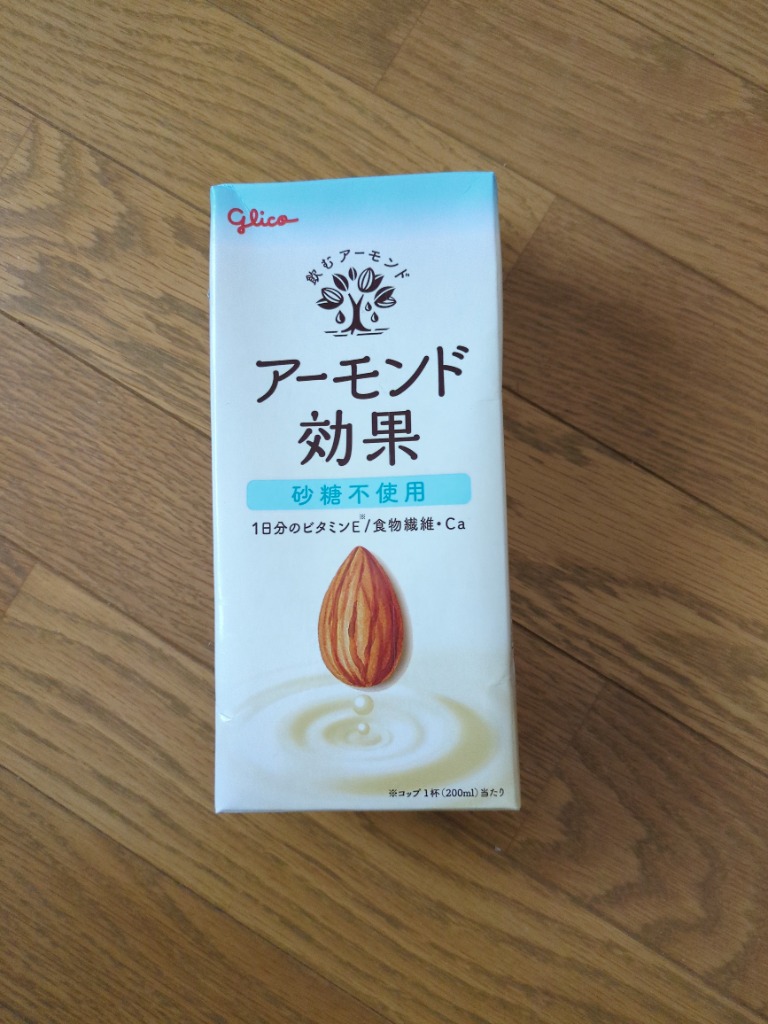 Glico
飲むアーモンド
アーモンド
効果
砂糖不使用
1日分のビタミンE※/食物繊維・Ca
※コップ1杯(200ml)当たり